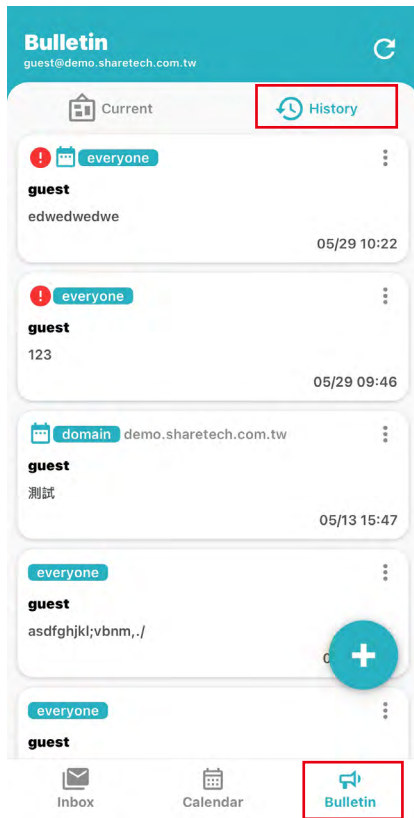 Bulletin
guest@demo.sharetech.com.tw
Current
History
everyone
guest
edwedwedwe
05/29 10:22
everyone
guest
123
05/29 09:46
domain demo.sharetech.com.tw
guest
測試
05/13 15:47
everyone
guest
asdfghjkl;vbnm,./
everyone
guest
Inbox
Calendar
Bulletin